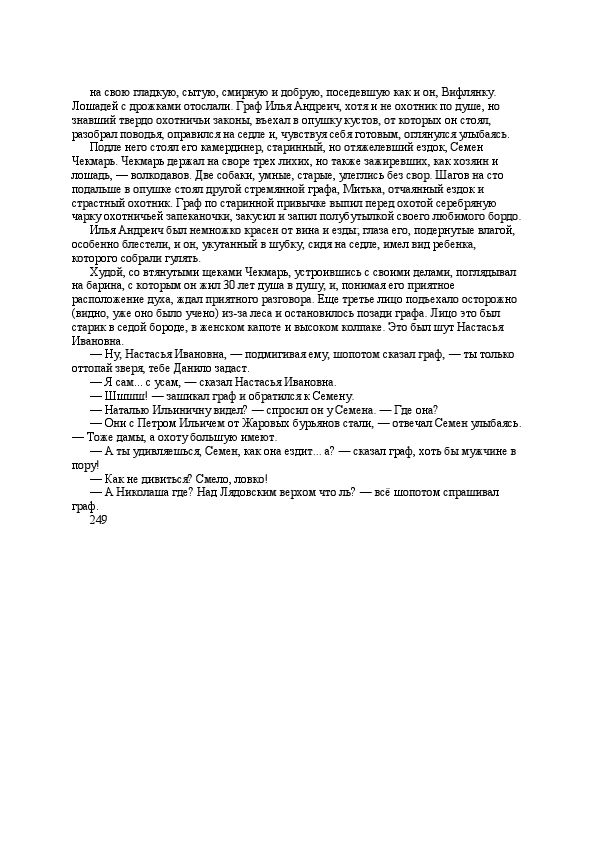 на свою гладкую, сытую, смирную и добрую, поседевшую как и он, Вифлянку.
Лошадей с дрожками отослали. Граф Илья Андреич, хотя и не охотник по душе, но
знавший твердо охотничьи законы, въехал в опушку кустов, от которых он стоял,
разобрал поводья, оправился на седле и, чувствуя себя готовым, оглянулся улыбаясь.
Подле него стоял его камердинер, старинный, но отяжелевший ездок, Семен
Чекмарь. Чекмарь держал на своре трех лихих, но также зажиревших, как хозяин и
лошадь, — волкодавов. Две собаки, умные, старые, улеглись без свор. Шагов на сто
подальше в опушке стоял другой стремянной графа, Митька, отчаянный ездок и
страстный охотник. Граф по старинной привычке выпил перед охотой серебряную
чарку охотничьей запеканочки, закусил и запил полубутылкой своего любимого бордо.
Илья Андреич был немножко красен от вина и езды; глаза его, подернутые влагой,
особенно блестели, и он, укутанный в шубку, сидя на седле, имел вид ребенка,
которого собрали гулять.
Худой, со втянутыми щеками Чекмарь, устроившись с своими делами, поглядывал
на барина, с которым он жил 30 лет душа в душу, и, понимая его приятное
расположение духа, ждал приятного разговора. Еще третье лицо подъехало осторожно
(видно, уже оно было учено) из-за леса и остановилось позади графа. Лицо это был
старик в седой бороде, в женском капоте и высоком колпаке. Это был шут Настасья
Ивановна.
— Ну, Настасья Ивановна, — подмигивая ему, шопотом сказал граф, — ты только
оттопай зверя, тебе Данило задаст.
— Я сам... с усам, — сказал Настасья Ивановна.
— Шшшш! — зашикал граф и обратился к Семену.
— Наталью Ильиничну видел? — спросил он у Семена. — Где она?
— Они с Петром Ильичем от Жаровых бурьянов стали, — отвечал Семен улыбаясь.
— Тоже дамы, а охоту большую имеют.
— А ты удивляешься, Семен, как она ездит... а? — сказал граф, хоть бы мужчине в
пору!
— Как не дивиться? Смело, ловко!
— А Николаша где? Над Лядовским верхом что ль? — всё шопотом спрашивал
граф.
249